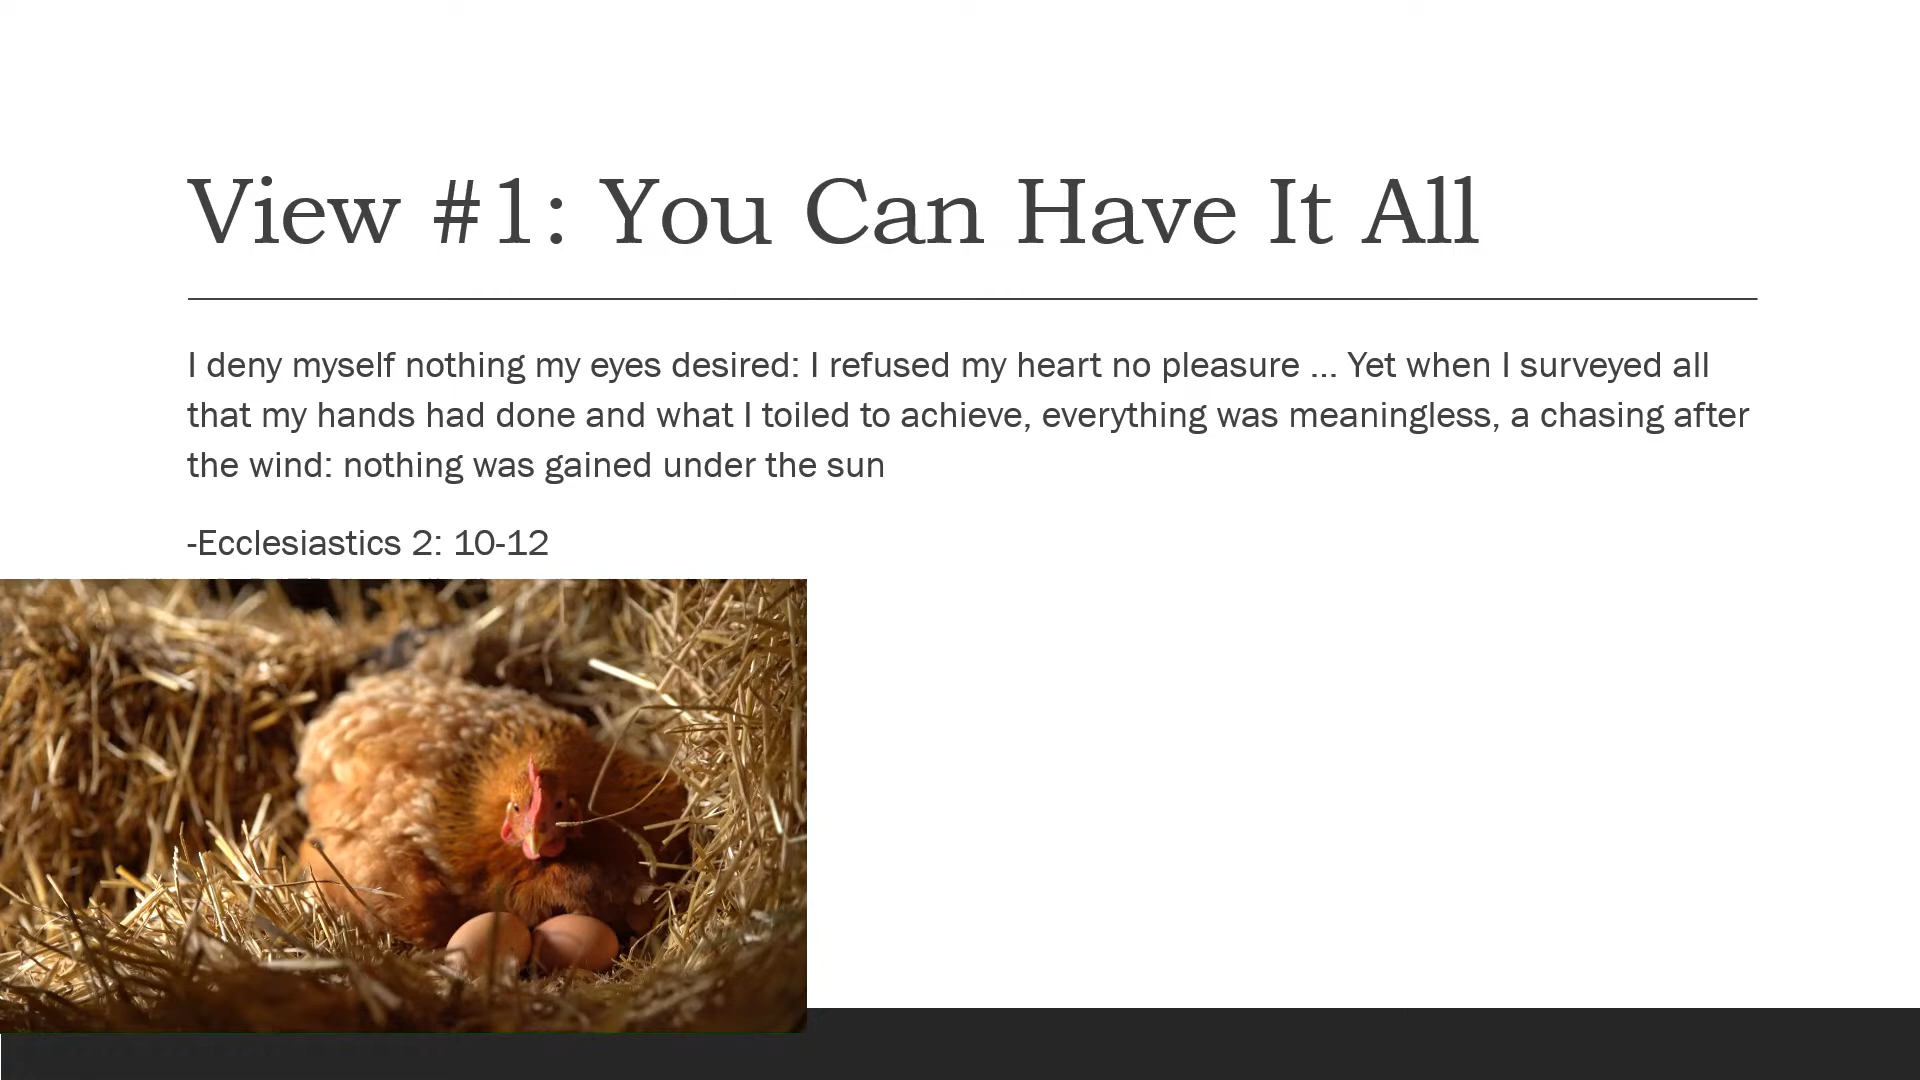 View #1: You Can Have It All
I deny myself nothing my eyes desired: I refused my heart no pleasure ... Yet when I surveyed all
that my hands had done and what I toiled to achieve, everything was meaningless, a chasing after
the wind: nothing was gained under the sun
-Ecclesiastics 2: 10-12